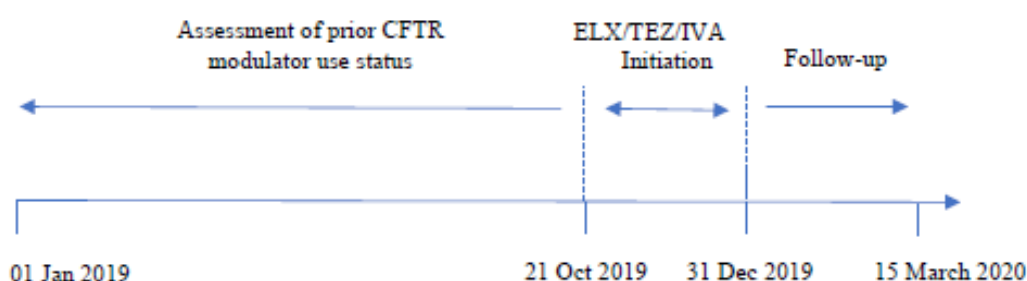 Assessment of prior CFTR
modulator use status
ELX/TEZ/IVA
Initiation
Follow-up
01 Jan 2019
21 Oct 2019
31 Dec 2019
15 March 2020